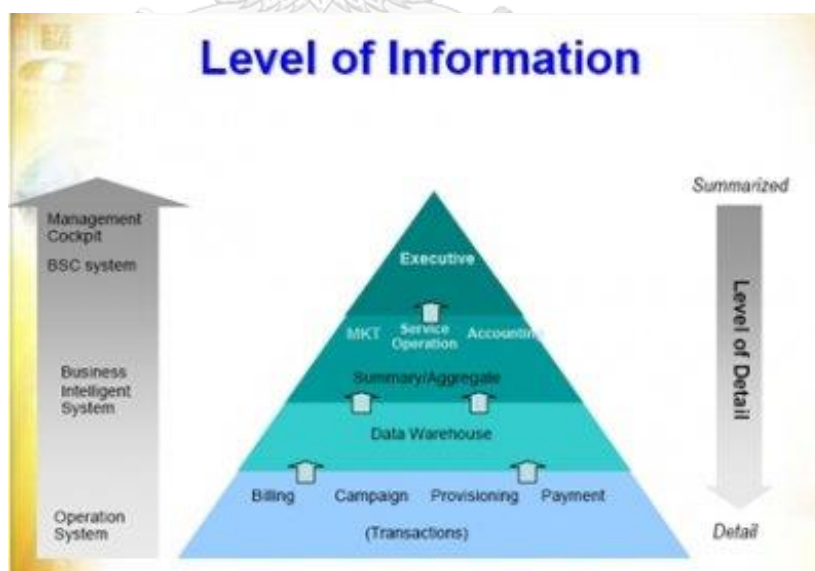 Level of Information
Management
Cockpit
BSC system
Business
Intelligent
System
Operation
System
Executive
MKT
Service
Operation
Accounting
Summary/Aggregate
Data Warehouse
Billing
Campaign
Provisioning
Payment
(Transactions)
Summarized
Level of Detail
Detail